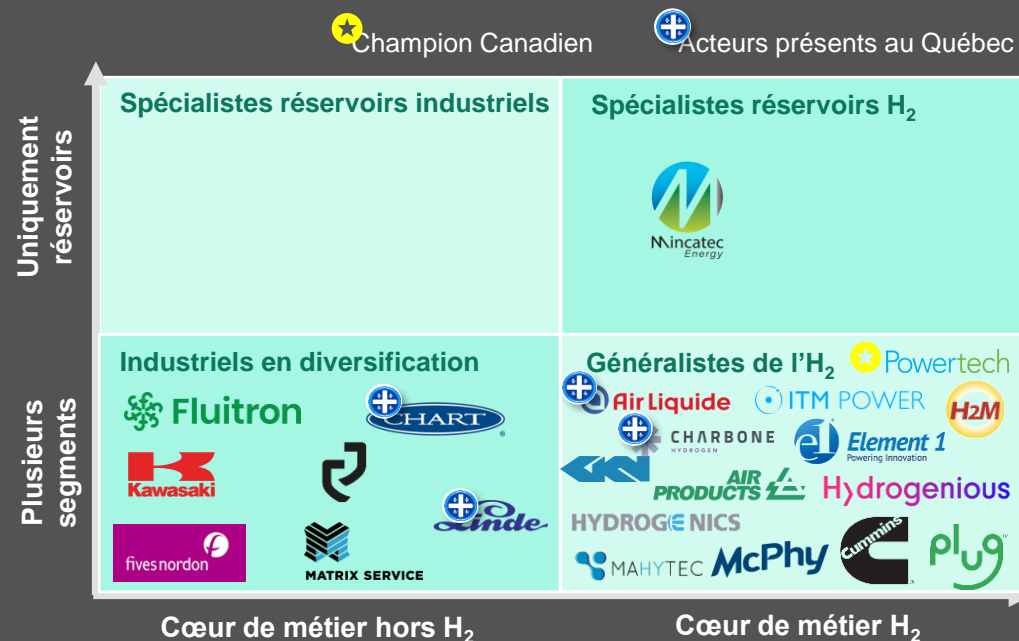 Champion Canadien
Acteurs présents au Québec
Uniquement
réservoirs
Spécialistes réservoirs industriels
Spécialistes réservoirs H₂
Mincatec
Energy
Plusieurs
segments
Industriels en diversification
Fluitron
CHART
Kawasaki
Linde
fives nordon
MATRIX SERVICE
Généralistes de l'H₂
Powertech
Air Liquide
ITM POWER
H2M
CHARBONE
HYDROGEN
Element 1
Powering Innovation
e1
GKN
AIR
PRODUCTS
Hydrogenious
HYDROGENICS
MAHYTEC
McPhy
Cummins
plug
Cœur de métier hors H₂
Cœur de métier H₂